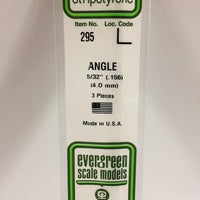 Item No. Loc. Code
295
ANGLE
5/32" (.156)
(4.0 mm)
3 Pieces
Made in U.S.A.
evergreen
scale models